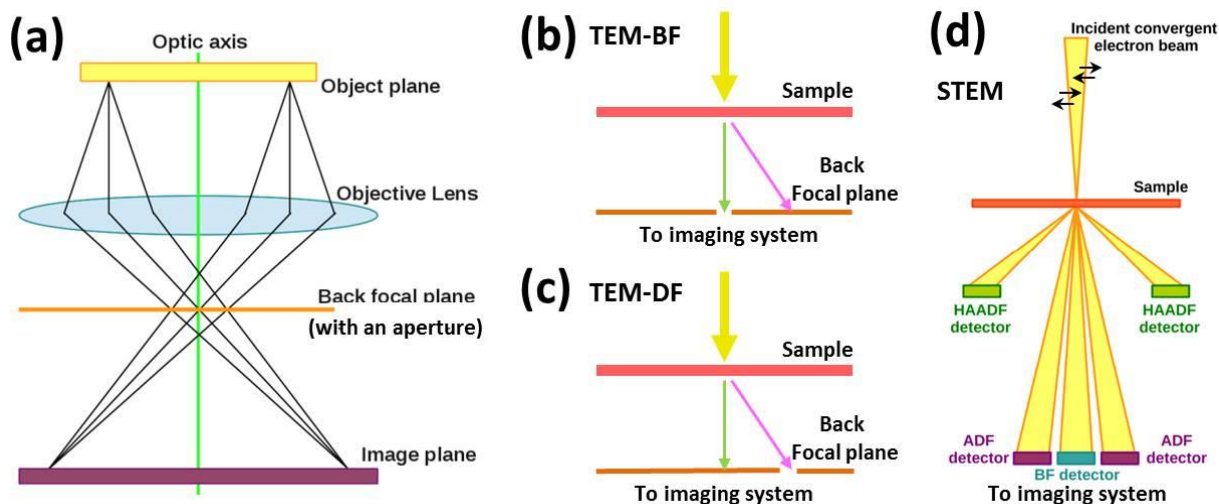 (a)
Optic axis
Object plane
Objective Lens
Back focal plane
(with an aperture)
Image plane
(b) TEM-BF
Sample
Back
Focal plane
To imaging system
(c) TEM-DF
Sample
Back
Focal plane
To imaging system
(d)
Incident convergent
electron beam
STEM
Sample
HAADF
detector
HAADF
detector
ADF
detector
BF detector
ADF
detector
To imaging system